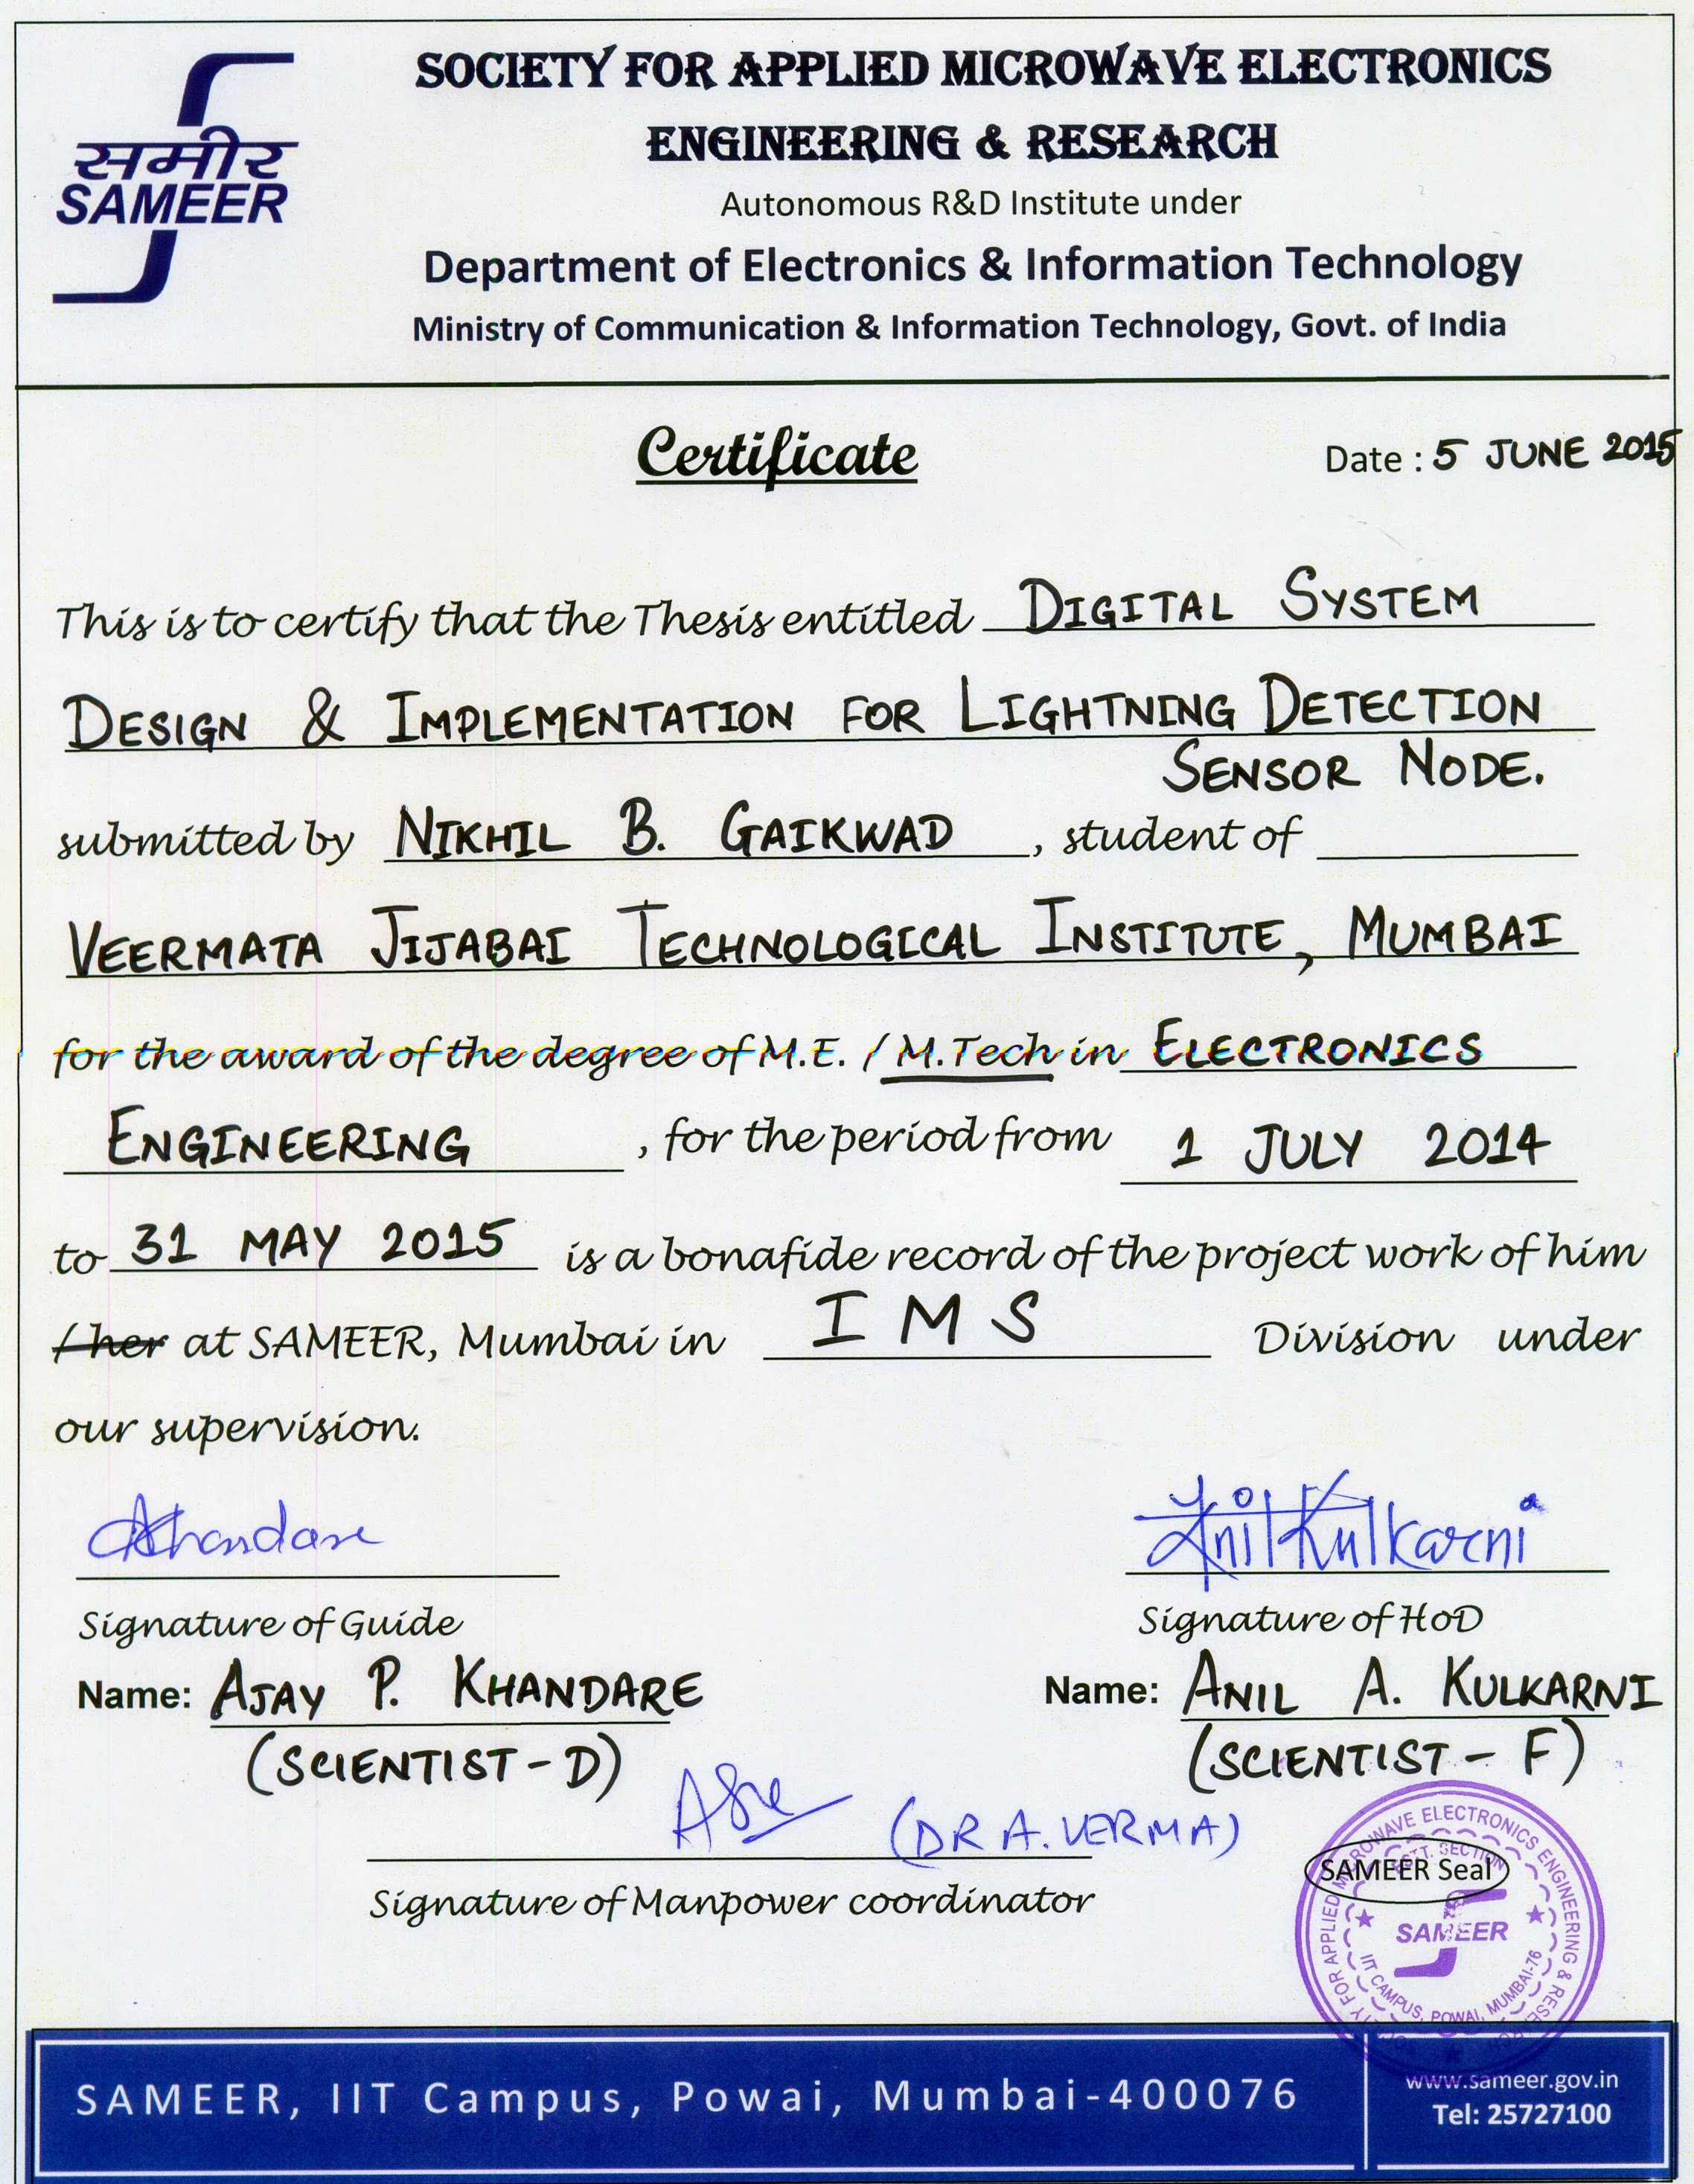 समीर
SAMEER
SOCIETY FOR APPLIED MICROWAVE ELECTRONICS
ENGINEERING & RESEARCH
Autonomous R&D Institute under
Department of Electronics & Information Technology
Ministry of Communication & Information Technology, Govt. of India
Certificate
Date : 5 JUNE 2015
This is to certify that the Thesis entitled DIGITAL SYSTEM
DESIGN & IMPLEMENTATION FOR LIGHTNING DETECTION
SENSOR NODE.
submitted by NIKHIL B. GAIKWAD , student of
VEERMATA JIJABAI TECHNOLOGICAL INSTITUTE, MUMBAI
for the award of the degree of M.E. / M.Tech in ELECTRONICS
ENGINEERING , for the period from 1 JULY 2014
to 31 MAY 2015 is a bonafide record of the project work of him
/ her at SAMEER, Mumbai in I M S Division under
our supervision.
AKhandare
Anil Kulkarni
Signature of Guide
Signature of HoD
Name: AJAY P. KHANDARE
(SCIENTIST - D)
Name: ANIL A. KULKARNI
(SCIENTIST - F)
(DR A. VERMA)
Signature of Manpower coordinator
SAMEER Seal
SOCIETY FOR APPLIED MICROWAVE ELECTRONICS ENGINEERING & RESEARCH
ESTT. SECTION
SAMEER
IIT CAMPUS, POWAI, MUMBAI-76
SAMEER, IIT Campus, Powai, Mumbai-400076
www.sameer.gov.in
Tel: 25727100